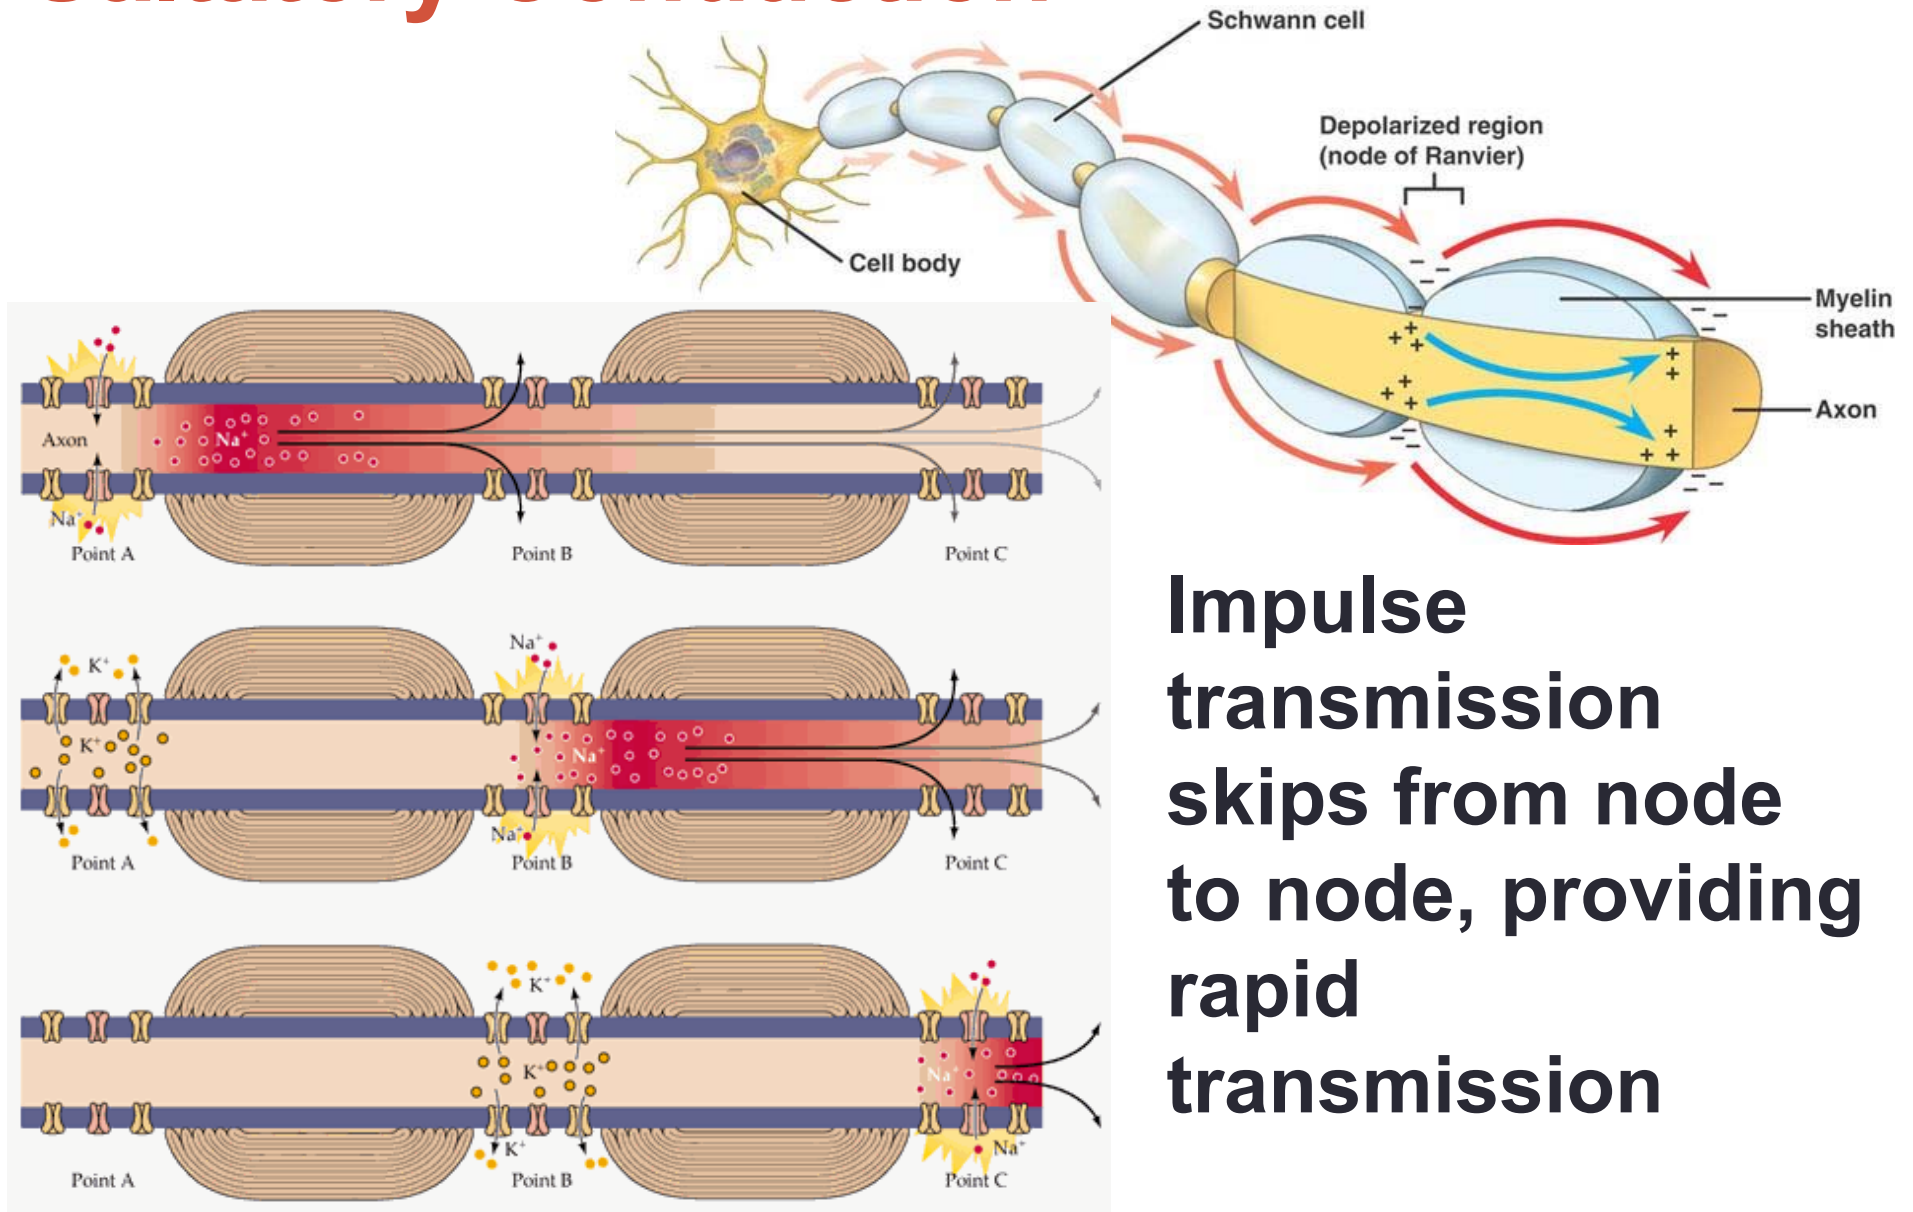 Saltatory Conduction
Schwann cell
Depolarized region
(node of Ranvier)
Cell body
Myelin
sheath
Axon
Axon
Na⁺
Na⁺
Point A
Point B
Point C
K⁺
K⁺
Na⁺
Na⁺
Na⁺
Point A
Point B
Point C
K⁺
K⁺
K⁺
Na⁺
Na⁺
Point A
Point B
Point C
Impulse
transmission
skips from node
to node, providing
rapid
transmission